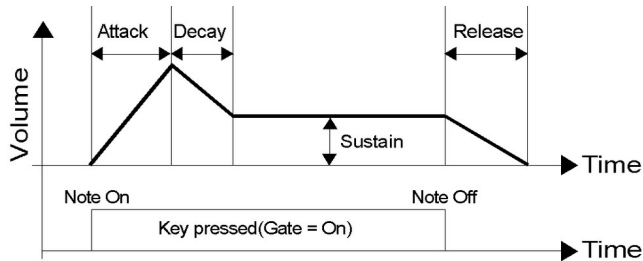 Attack
Decay
Release
Volume
Sustain
Time
Note On
Note Off
Key pressed(Gate = On)
Time